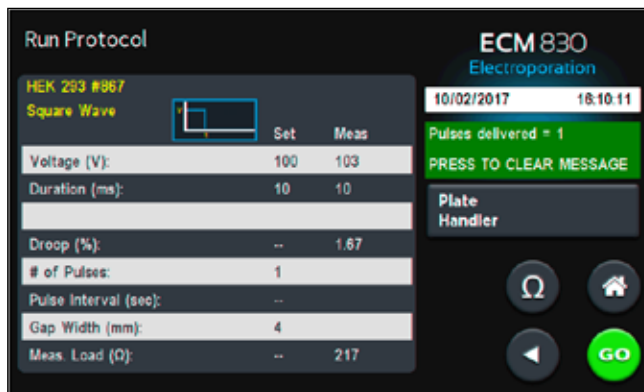 Run Protocol
ECM 830
Electroporation
HEK 293 #867
Square Wave
V
t
Set Meas
Voltage (V): 100 103
Duration (ms): 10 10
Droop (%): -- 1.67
# of Pulses: 1
Pulse Interval (sec): --
Gap Width (mm): 4
Meas. Load (Ω): -- 217
10/02/2017 16:10:11
Pulses delivered = 1
PRESS TO CLEAR MESSAGE
Plate
Handler
Ω
GO